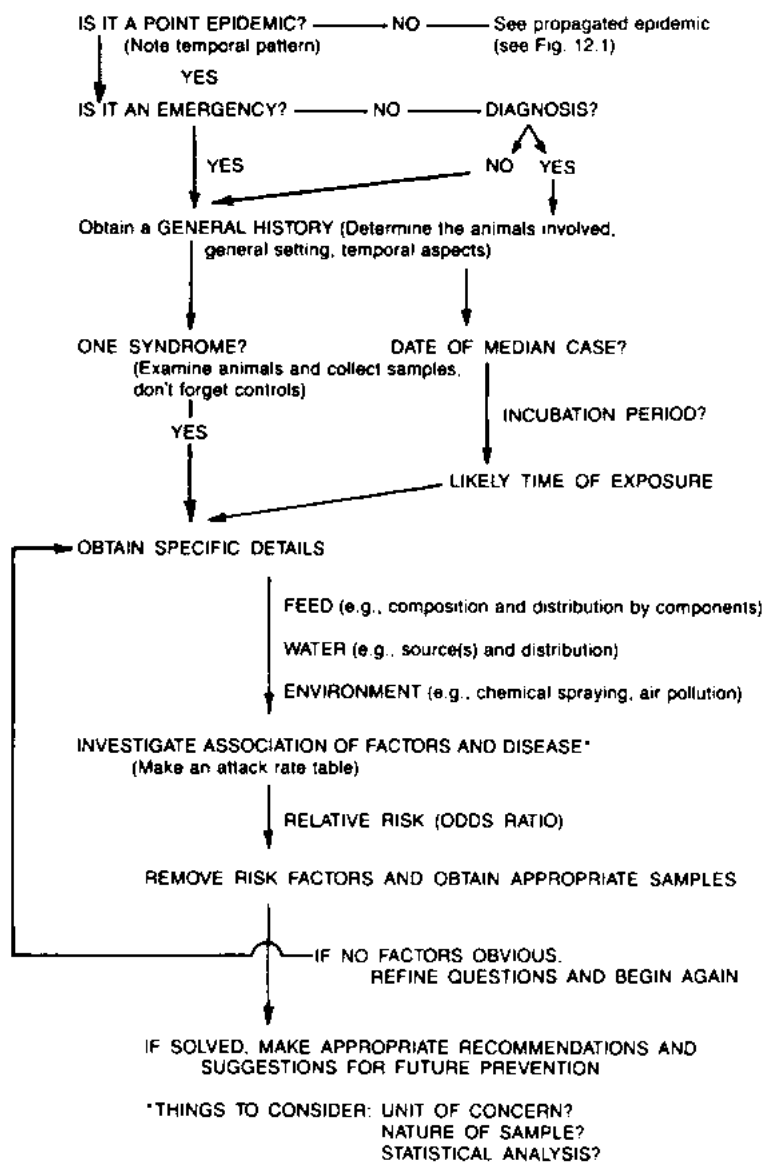 IS IT A POINT EPIDEMIC? NO See propagated epidemic
(Note temporal pattern) (see Fig. 12.1)
YES
IS IT AN EMERGENCY? NO DIAGNOSIS?
YES NO YES
Obtain a GENERAL HISTORY (Determine the animals involved,
general setting, temporal aspects)
ONE SYNDROME? DATE OF MEDIAN CASE?
(Examine animals and collect samples,
don't forget controls)
YES
INCUBATION PERIOD?
LIKELY TIME OF EXPOSURE
OBTAIN SPECIFIC DETAILS
FEED (e.g., composition and distribution by components)
WATER (e.g., source(s) and distribution)
ENVIRONMENT (e.g., chemical spraying, air pollution)
INVESTIGATE ASSOCIATION OF FACTORS AND DISEASE*
(Make an attack rate table)
RELATIVE RISK (ODDS RATIO)
REMOVE RISK FACTORS AND OBTAIN APPROPRIATE SAMPLES
IF NO FACTORS OBVIOUS,
REFINE QUESTIONS AND BEGIN AGAIN
IF SOLVED, MAKE APPROPRIATE RECOMMENDATIONS AND
SUGGESTIONS FOR FUTURE PREVENTION
*THINGS TO CONSIDER: UNIT OF CONCERN?
NATURE OF SAMPLE?
STATISTICAL ANALYSIS?